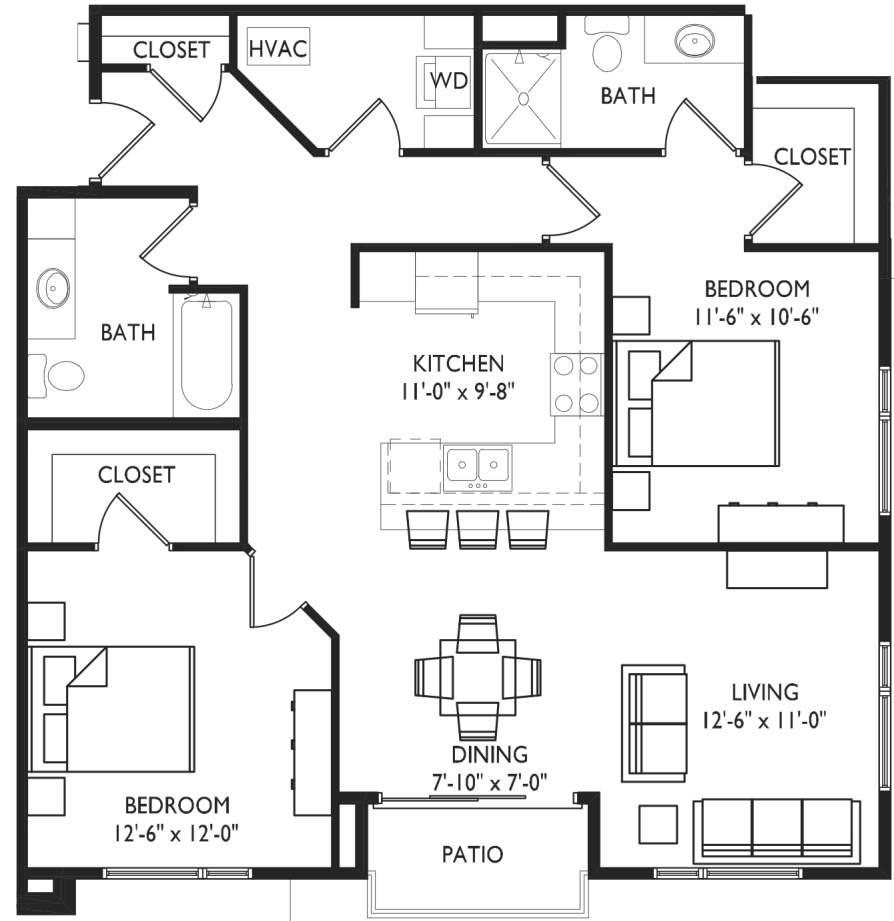 CLOSET
HVAC
WD
BATH
CLOSET
BEDROOM
11'-6" x 10'-6"
BATH
KITCHEN
11'-0" x 9'-8"
CLOSET
LIVING
12'-6" x 11'-0"
DINING
7'-10" x 7'-0"
BEDROOM
12'-6" x 12'-0"
PATIO